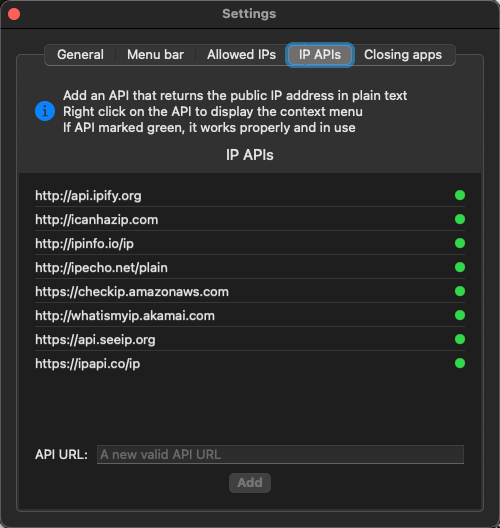 Settings
General
Menu bar
Allowed IPs
IP APIs
Closing apps
Add an API that returns the public IP address in plain text
Right click on the API to display the context menu
If API marked green, it works properly and in use
IP APIs
http://api.ipify.org
http://icanhazip.com
http://ipinfo.io/ip
http://ipecho.net/plain
https://checkip.amazonaws.com
http://whatismyip.akamai.com
https://api.seeip.org
https://ipapi.co/ip
API URL: A new valid API URL
Add